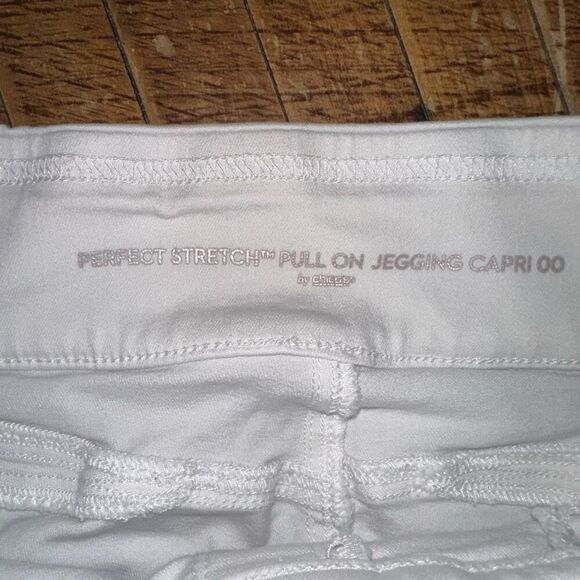 PERFECT STRETCH™ PULL ON JEGGING CAPRI 00
by chico's®